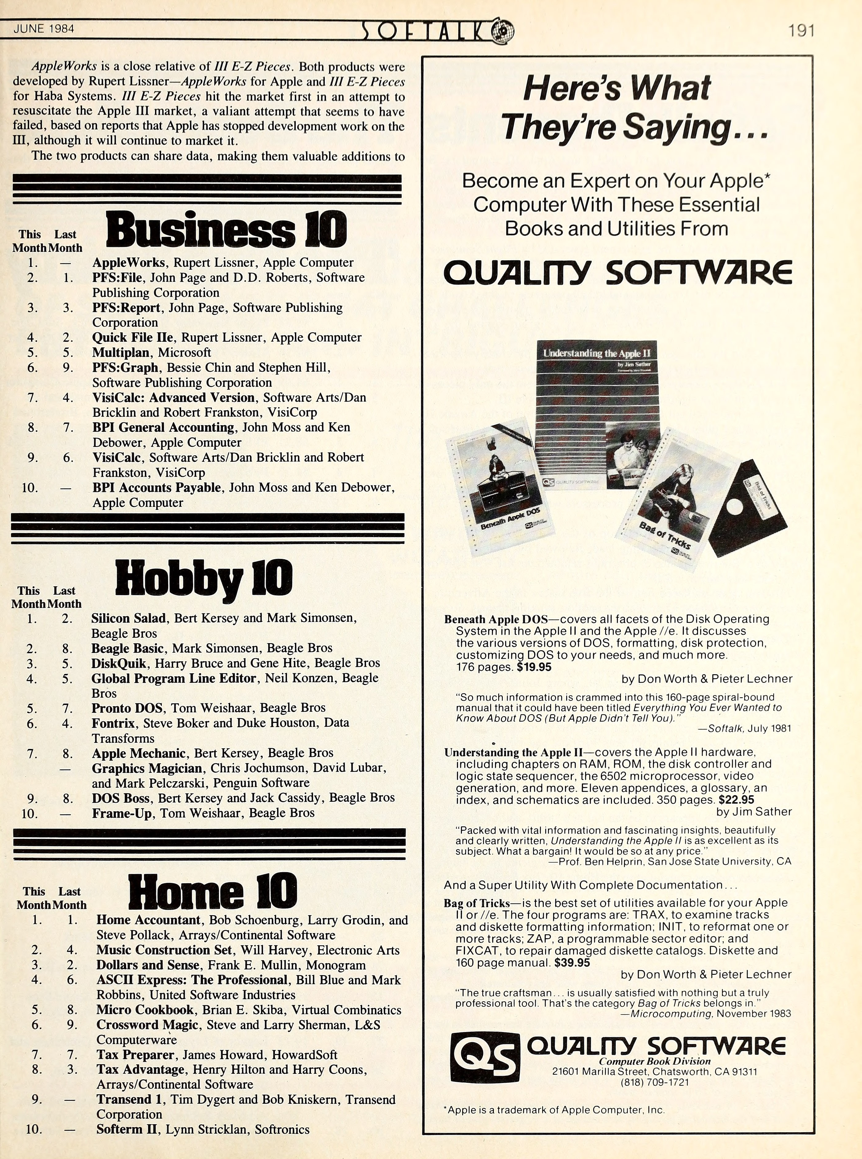 JUNE 1984
SOFTALK
191
AppleWorks is a close relative of III E-Z Pieces. Both products were
developed by Rupert Lissner—AppleWorks for Apple and III E-Z Pieces
for Haba Systems. III E-Z Pieces hit the market first in an attempt to
resuscitate the Apple III market, a valiant attempt that seems to have
failed, based on reports that Apple has stopped development work on the
III, although it will continue to market it.
The two products can share data, making them valuable additions to
Business 10
This Last
Month Month
1. — AppleWorks, Rupert Lissner, Apple Computer
2. 1. PFS:File, John Page and D.D. Roberts, Software
Publishing Corporation
3. 3. PFS:Report, John Page, Software Publishing
Corporation
4. 2. Quick File IIe, Rupert Lissner, Apple Computer
5. 5. Multiplan, Microsoft
6. 9. PFS:Graph, Bessie Chin and Stephen Hill,
Software Publishing Corporation
7. 4. VisiCalc: Advanced Version, Software Arts/Dan
Bricklin and Robert Frankston, VisiCorp
8. 7. BPI General Accounting, John Moss and Ken
Debower, Apple Computer
9. 6. VisiCalc, Software Arts/Dan Bricklin and Robert
Frankston, VisiCorp
10. — BPI Accounts Payable, John Moss and Ken Debower,
Apple Computer
Hobby 10
This Last
Month Month
1. 2. Silicon Salad, Bert Kersey and Mark Simonsen,
Beagle Bros
2. 8. Beagle Basic, Mark Simonsen, Beagle Bros
3. 5. DiskQuik, Harry Bruce and Gene Hite, Beagle Bros
4. 5. Global Program Line Editor, Neil Konzen, Beagle
Bros
5. 7. Pronto DOS, Tom Weishaar, Beagle Bros
6. 4. Fontrix, Steve Boker and Duke Houston, Data
Transforms
7. 8. Apple Mechanic, Bert Kersey, Beagle Bros
— Graphics Magician, Chris Jochumson, David Lubar,
and Mark Pelczarski, Penguin Software
9. 8. DOS Boss, Bert Kersey and Jack Cassidy, Beagle Bros
10. — Frame-Up, Tom Weishaar, Beagle Bros
Home 10
This Last
Month Month
1. 1. Home Accountant, Bob Schoenburg, Larry Grodin, and
Steve Pollack, Arrays/Continental Software
2. 4. Music Construction Set, Will Harvey, Electronic Arts
3. 2. Dollars and Sense, Frank E. Mullin, Monogram
4. 6. ASCII Express: The Professional, Bill Blue and Mark
Robbins, United Software Industries
5. 8. Micro Cookbook, Brian E. Skiba, Virtual Combinatics
6. 9. Crossword Magic, Steve and Larry Sherman, L&S
Computerware
7. 7. Tax Preparer, James Howard, HowardSoft
8. 3. Tax Advantage, Henry Hilton and Harry Coons,
Arrays/Continental Software
9. — Transend 1, Tim Dygert and Bob Kniskern, Transend
Corporation
10. — Softerm II, Lynn Stricklan, Softronics
Here's What
They're Saying...
Become an Expert on Your Apple*
Computer With These Essential
Books and Utilities From
QUALITY SOFTWARE
Understanding the Apple II
by Jim Sather
QS QUALITY SOFTWARE
Beneath Apple DOS
Bag of Tricks
Bag of Tricks
Beneath Apple DOS—covers all facets of the Disk Operating
System in the Apple II and the Apple //e. It discusses
the various versions of DOS, formatting, disk protection,
customizing DOS to your needs, and much more.
176 pages. $19.95
by Don Worth & Pieter Lechner
"So much information is crammed into this 160-page spiral-bound
manual that it could have been titled Everything You Ever Wanted to
Know About DOS (But Apple Didn't Tell You)."
—Softalk, July 1981
Understanding the Apple II—covers the Apple II hardware,
including chapters on RAM, ROM, the disk controller and
logic state sequencer, the 6502 microprocessor, video
generation, and more. Eleven appendices, a glossary, an
index, and schematics are included. 350 pages. $22.95
by Jim Sather
"Packed with vital information and fascinating insights, beautifully
and clearly written, Understanding the Apple II is as excellent as its
subject. What a bargain! It would be so at any price."
—Prof. Ben Helprin, San Jose State University, CA
And a Super Utility With Complete Documentation...
Bag of Tricks—is the best set of utilities available for your Apple
II or //e. The four programs are: TRAX, to examine tracks
and diskette formatting information; INIT, to reformat one or
more tracks; ZAP, a programmable sector editor; and
FIXCAT, to repair damaged diskette catalogs. Diskette and
160 page manual. $39.95
by Don Worth & Pieter Lechner
"The true craftsman... is usually satisfied with nothing but a truly
professional tool. That's the category Bag of Tricks belongs in."
—Microcomputing, November 1983
QS QUALITY SOFTWARE
Computer Book Division
21601 Marilla Street, Chatsworth, CA 91311
(818) 709-1721
*Apple is a trademark of Apple Computer, Inc.